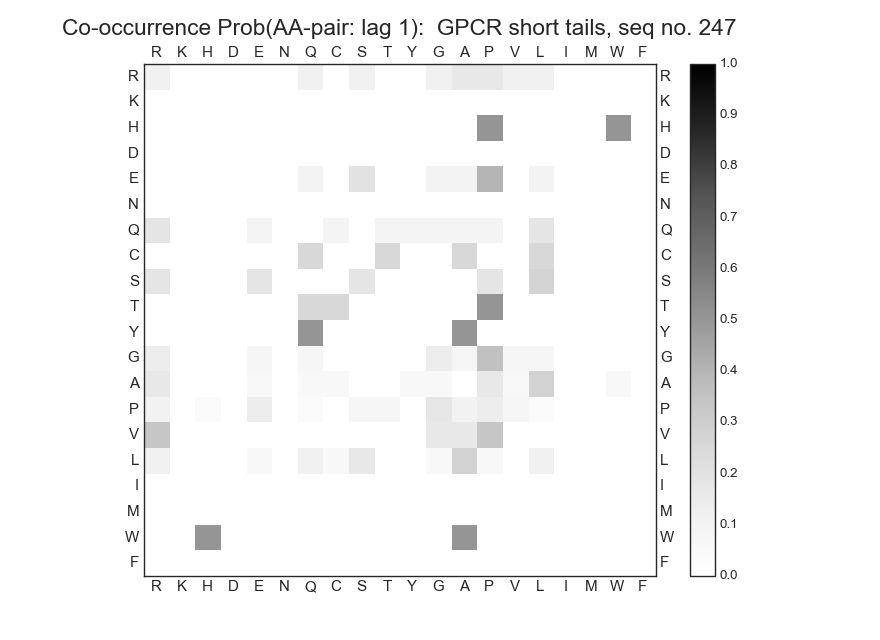 Co-occurrence Prob(AA-pair: lag 1):  GPCR short tails, seq no. 247
R K H D E N Q C S T Y G A P V L I M W F
R R 1.0
K K
H H 0.9
D D
E E 0.8
N N
Q Q 0.7
C C
S S 0.6
T T
Y Y 0.5
G G
A A 0.4
P P
V V 0.3
L L 0.2
I I
M M 0.1
W W
F F 0.0
R K H D E N Q C S T Y G A P V L I M W F